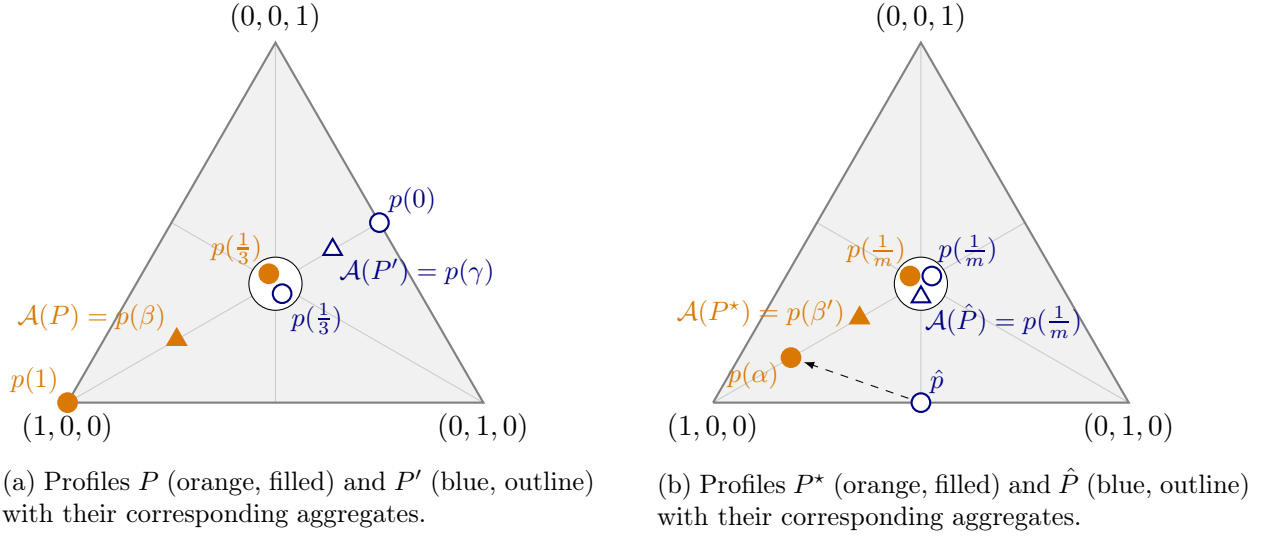 (0, 0, 1)
p(0)
p(1/3)
𝒜(P′) = p(γ)
𝒜(P) = p(β)
p(1/3)
p(1)
(1, 0, 0)
(0, 1, 0)
(a) Profiles P (orange, filled) and P′ (blue, outline)
with their corresponding aggregates.
(0, 0, 1)
p(1/m)
p(1/m)
𝒜(P⋆) = p(β′)
𝒜(P̂) = p(1/m)
p(α)
p̂
(1, 0, 0)
(0, 1, 0)
(b) Profiles P⋆ (orange, filled) and P̂ (blue, outline)
with their corresponding aggregates.